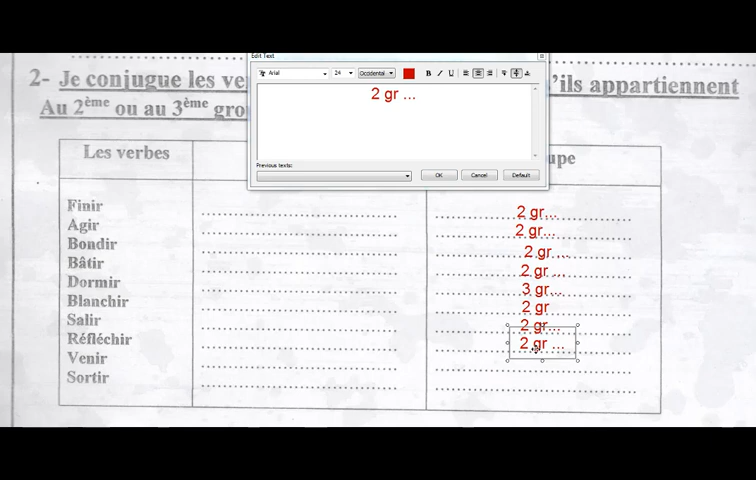 Edit Text
Arial 24 Occidental B I U
2 gr ...
Previous texts:
OK Cancel Default
2- Je conjugue les ve 'ils appartiennent
Au 2ème ou au 3ème gro
Les verbes upe
Finir 2 gr...
Agir 2 gr...
Bondir 2 gr ...
Bâtir 2 gr ...
Dormir 3 gr...
Blanchir 2 gr
Salir 2 gr...
Réfléchir 2 gr ...
Venir
Sortir